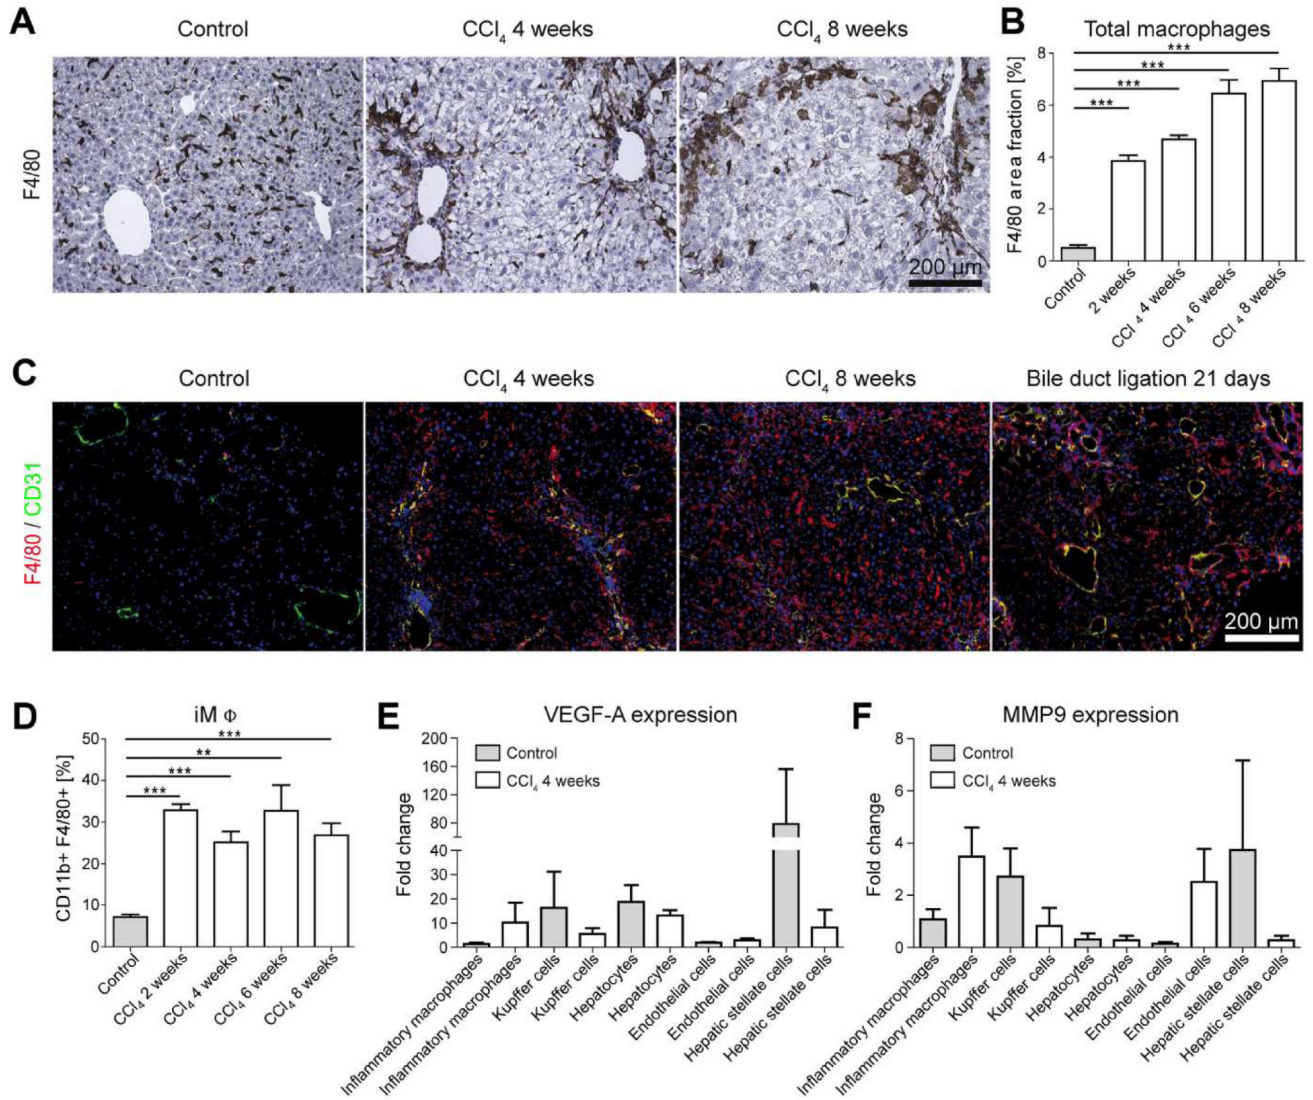 A
Control
CCl4 4 weeks
CCl4 8 weeks
F4/80
200 µm
B
Total macrophages
F4/80 area fraction [%]
8
6
4
2
0
***
***
***
***
Control
2 weeks
CCl 4 4 weeks
CCl 4 6 weeks
CCl 4 8 weeks
C
Control
CCl4 4 weeks
CCl4 8 weeks
Bile duct ligation 21 days
F4/80 / CD31
200 µm
D
iM Φ
CD11b+ F4/80+ [%]
50
40
30
20
10
0
***
**
***
***
Control
CCl4 2 weeks
CCl4 4 weeks
CCl4 6 weeks
CCl4 8 weeks
E
VEGF-A expression
Fold change
200
160
120
80
40
30
20
10
0
Control
CCl4 4 weeks
Inflammatory macrophages
Inflammatory macrophages
Kupffer cells
Kupffer cells
Hepatocytes
Hepatocytes
Endothelial cells
Endothelial cells
Hepatic stellate cells
Hepatic stellate cells
F
MMP9 expression
Fold change
8
6
4
2
0
Control
CCl4 4 weeks
Inflammatory macrophages
Inflammatory macrophages
Kupffer cells
Kupffer cells
Hepatocytes
Hepatocytes
Endothelial cells
Endothelial cells
Hepatic stellate cells
Hepatic stellate cells